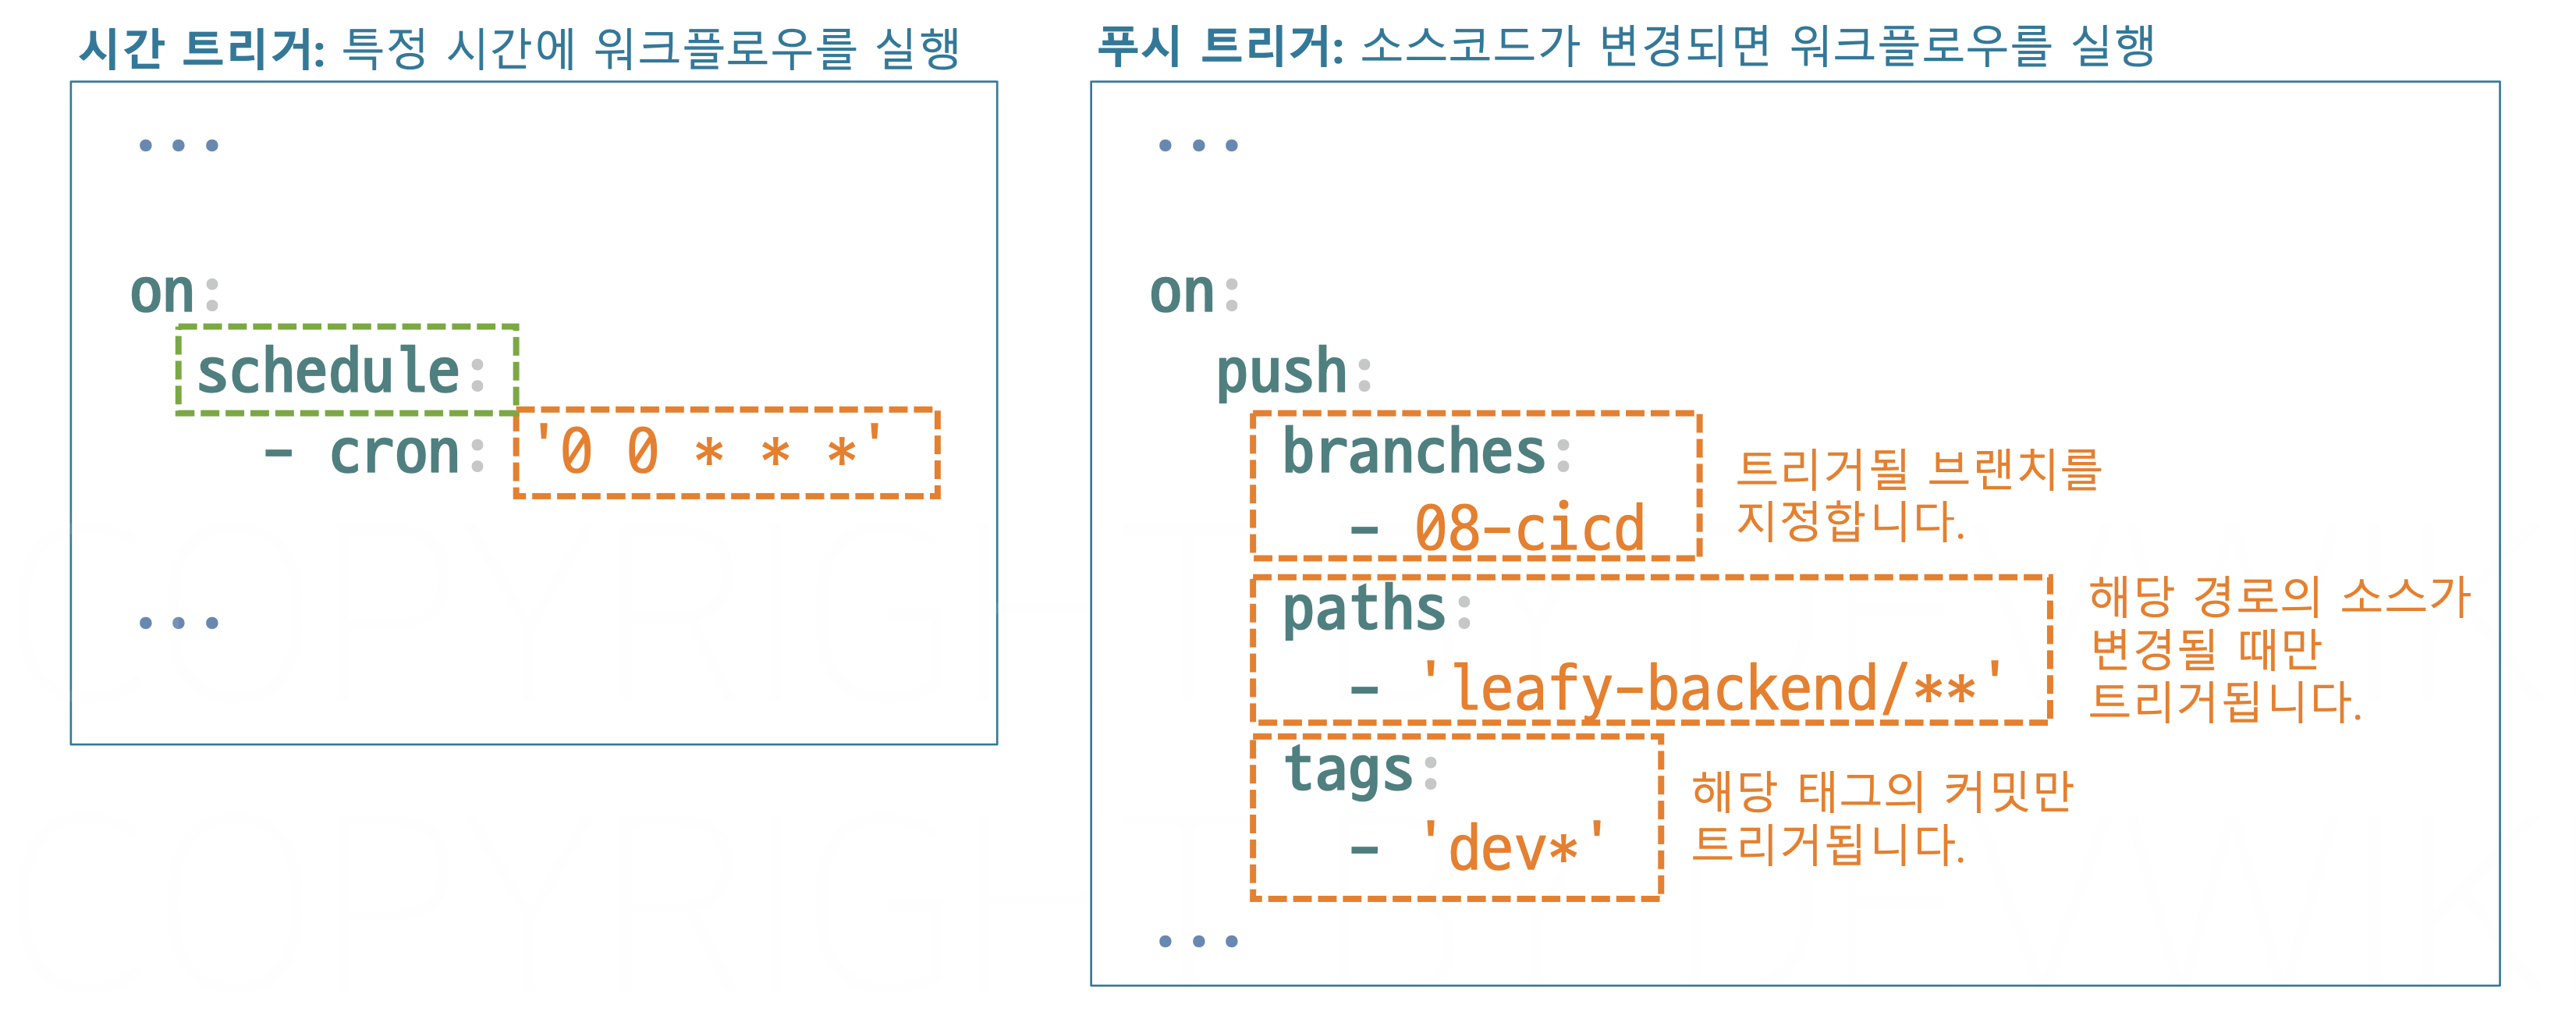 시간 트리거: 특정 시간에 워크플로우를 실행
...
on:
schedule:
- cron: '0 0 * * *'
...
푸시 트리거: 소스코드가 변경되면 워크플로우를 실행
...
on:
push:
branches:
- 08-cicd
트리거될 브랜치를
지정합니다.
paths:
- 'leafy-backend/**'
해당 경로의 소스가
변경될 때만
트리거됩니다.
tags:
- 'dev*'
해당 태그의 커밋만
트리거됩니다.
...